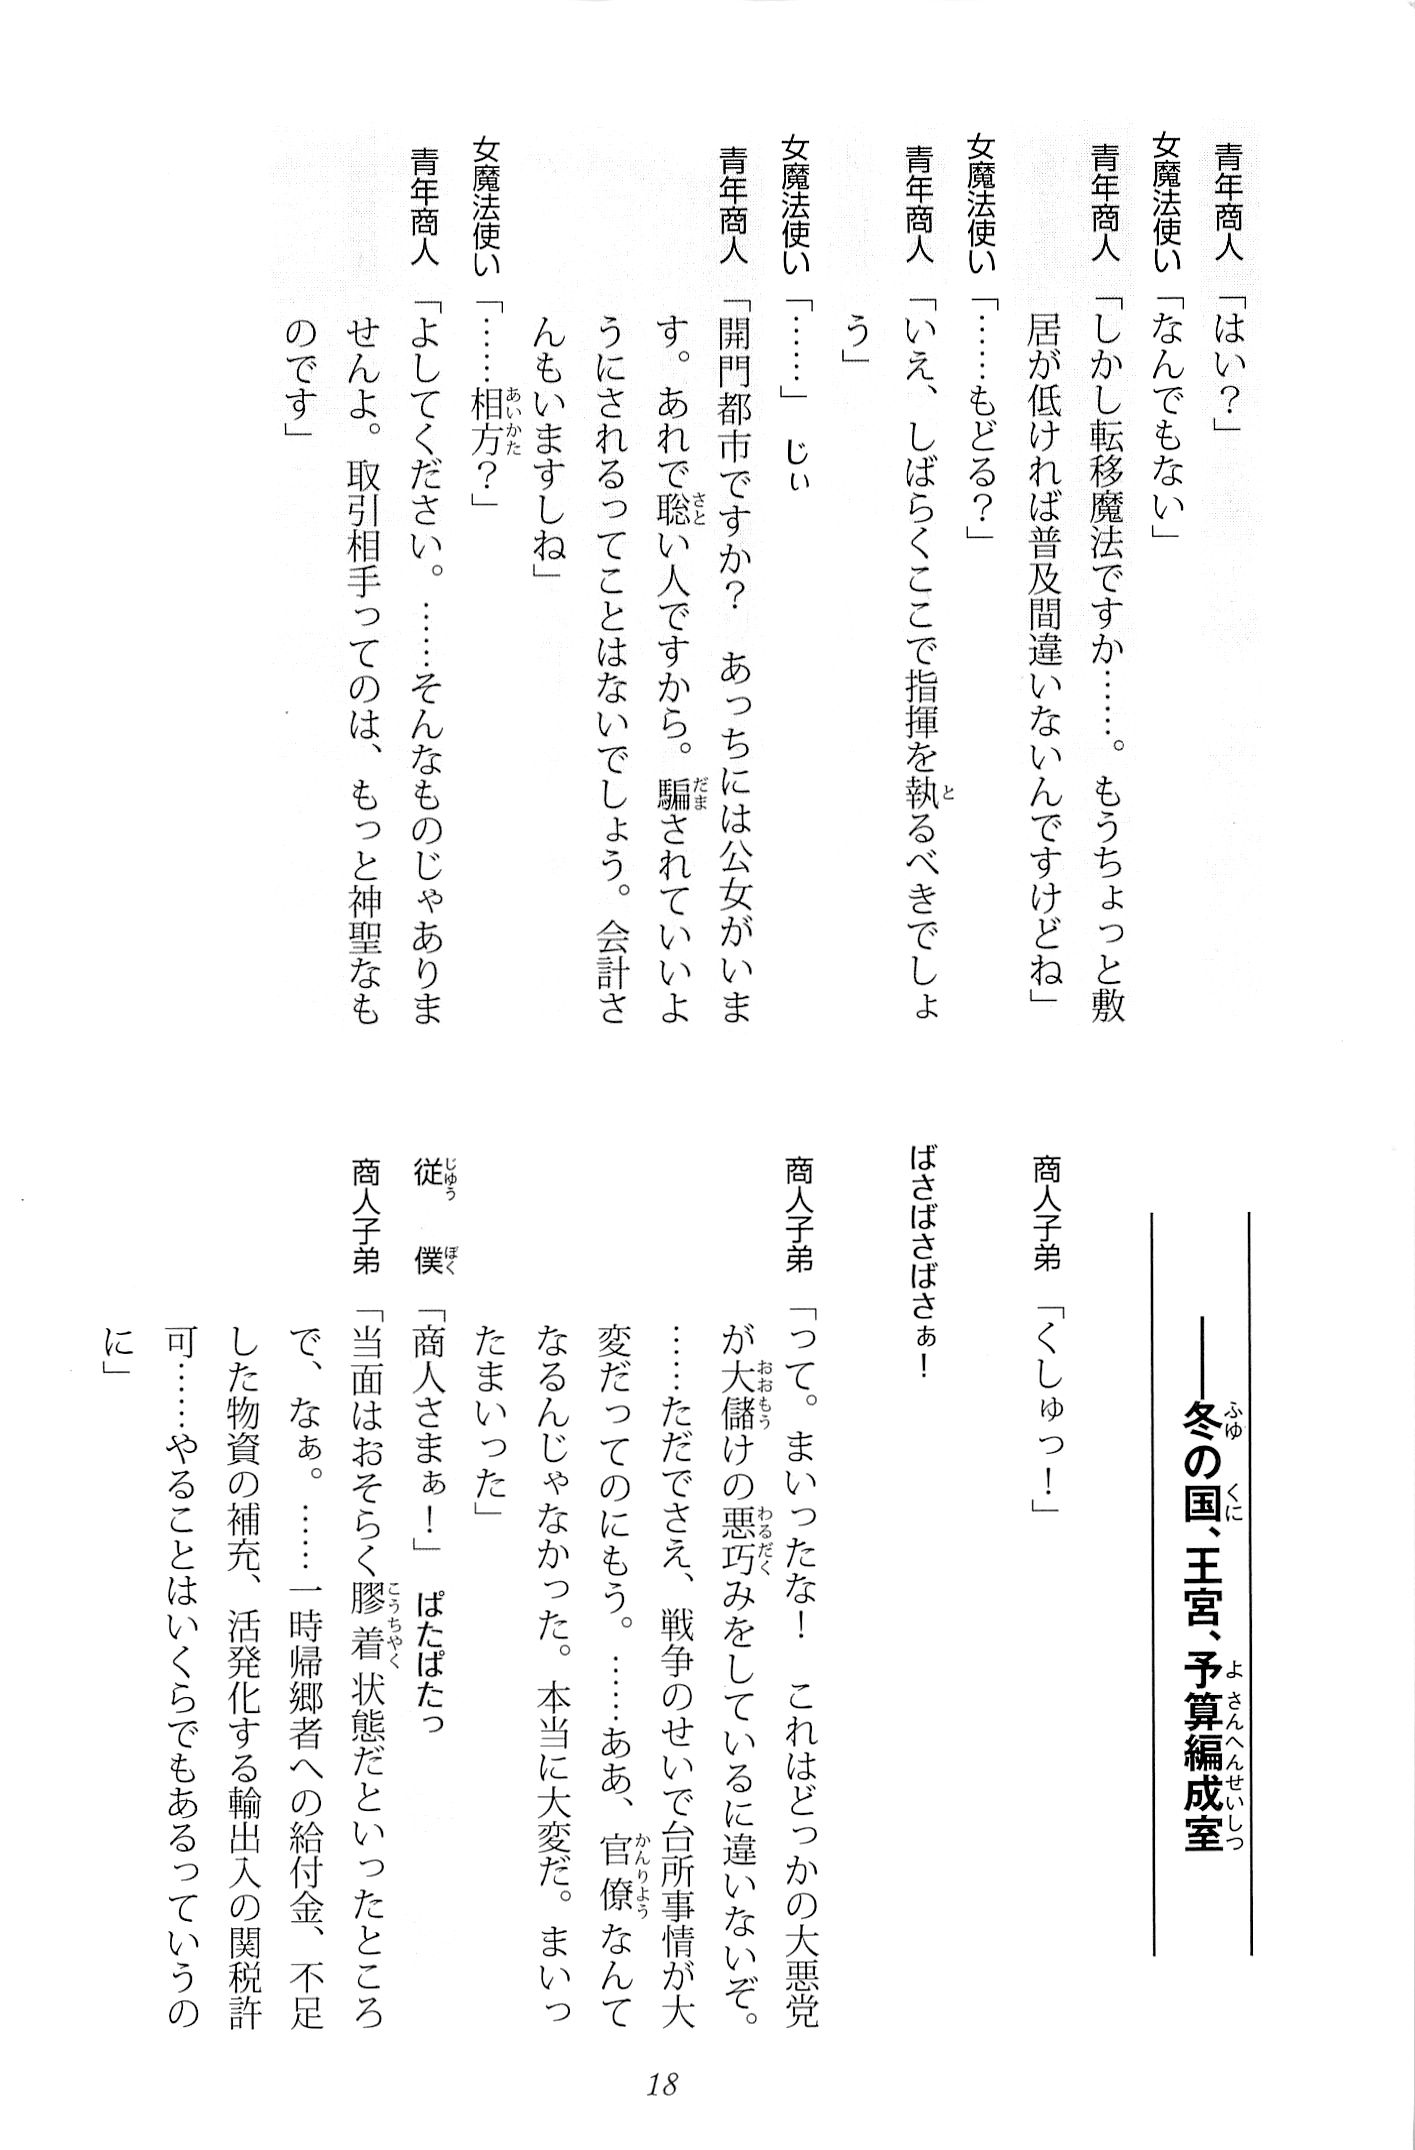 青年商人「はい？」
女魔法使い「なんでもない」
青年商人「しかし転移魔法ですか……。もうちょっと敷
居が低ければ普及間違いないんですけどね」
女魔法使い「……もどる？」
青年商人「いえ、しばらくここで指揮を執るべきでしょ
う」
女魔法使い「……」　じぃ
青年商人「開門都市ですか？　あっちには公女がいま
す。あれで聡い人ですから。騙されていいよ
うにされるってことはないでしょう。会計さ
んもいますしね」
女魔法使い「……相方？」
青年商人「よしてください。……そんなものじゃありま
せんよ。取引相手ってのは、もっと神聖なも
のです」
――冬の国、王宮、予算編成室
商人子弟「くしゅっ！」
ばさばさばさぁ！
商人子弟「って。まいったな！　これはどっかの大悪党
が大儲けの悪巧みをしているに違いないぞ。
……ただでさえ、戦争のせいで台所事情が大
変だってのにもう。……ああ、官僚なんて
なるんじゃなかった。本当に大変だ。まいっ
たまいった」
従　僕「商人さまぁ！」　ぱたぱたっ
商人子弟「当面はおそらく膠着状態だといったところ
で、なぁ。……一時帰郷者への給付金、不足
した物資の補充、活発化する輸出入の関税許
可……やることはいくらでもあるっていうの
に」
18